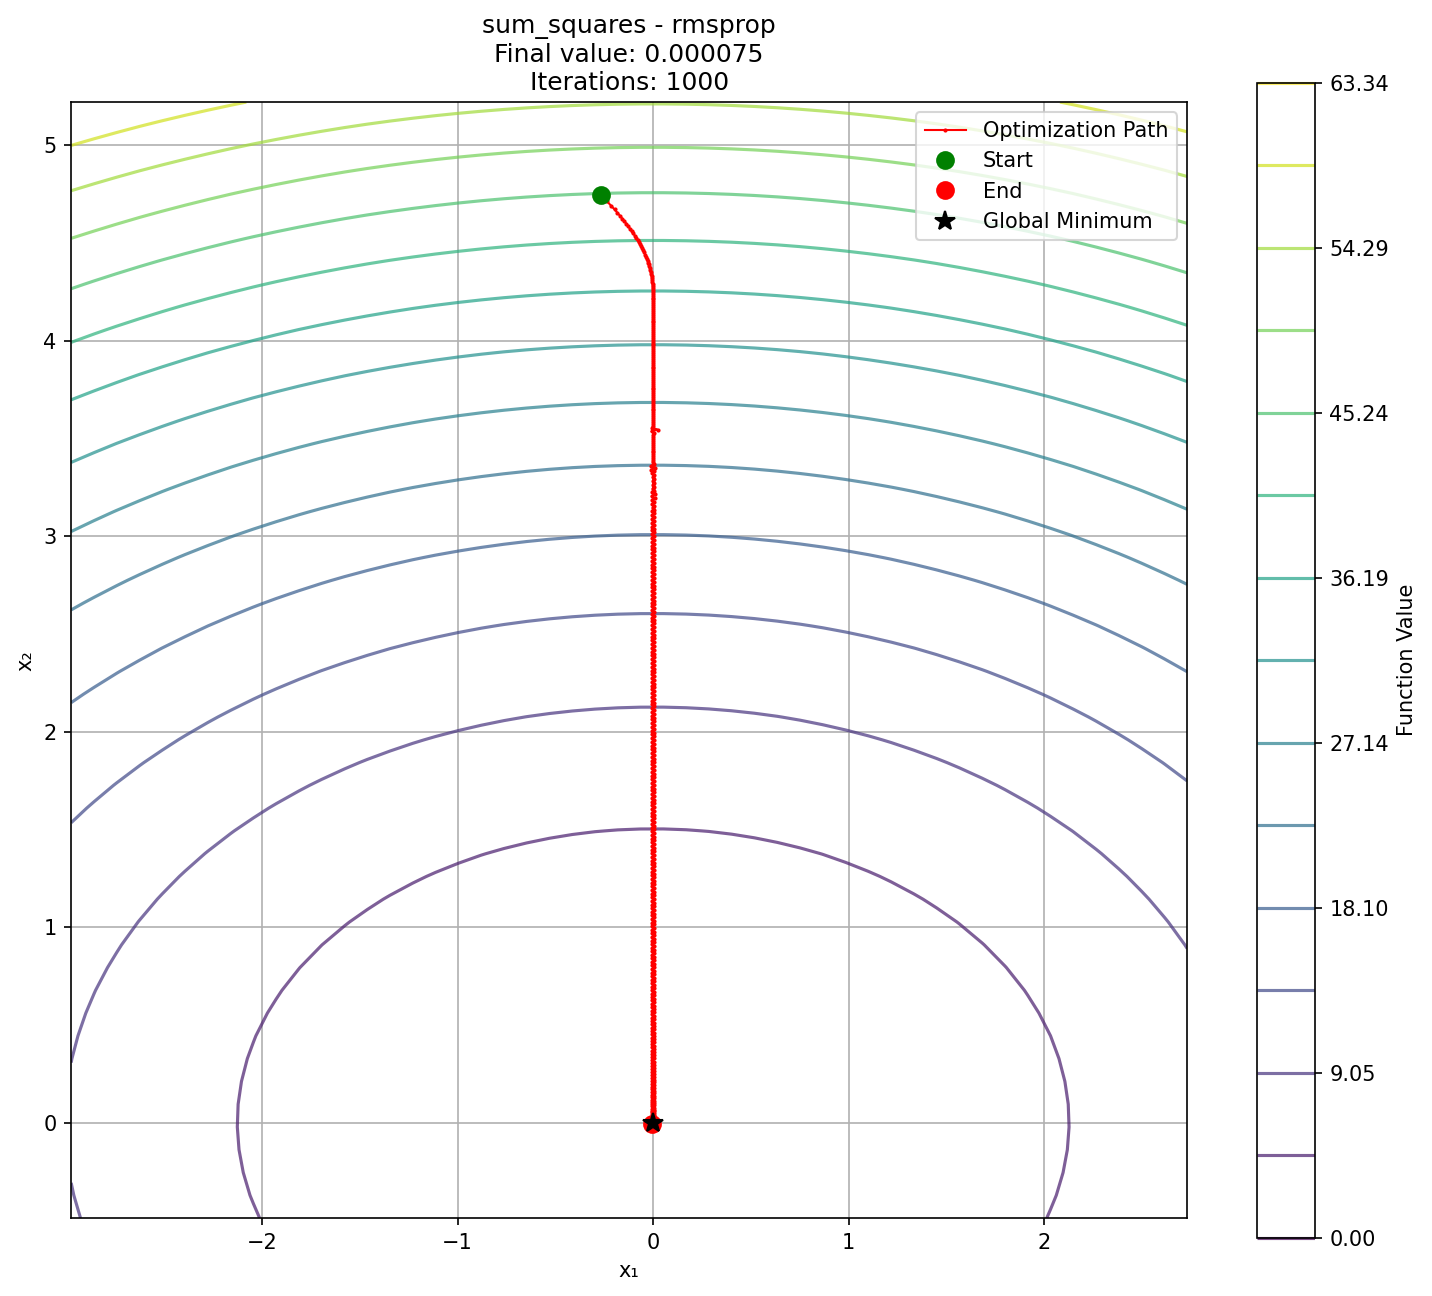 sum_squares - rmsprop
Final value: 0.000075
Iterations: 1000
Optimization Path
Start
End
Global Minimum
5
4
3
2
1
0
x₂
−2
−1
0
1
2
x₁
63.34
54.29
45.24
36.19
27.14
18.10
9.05
0.00
Function Value